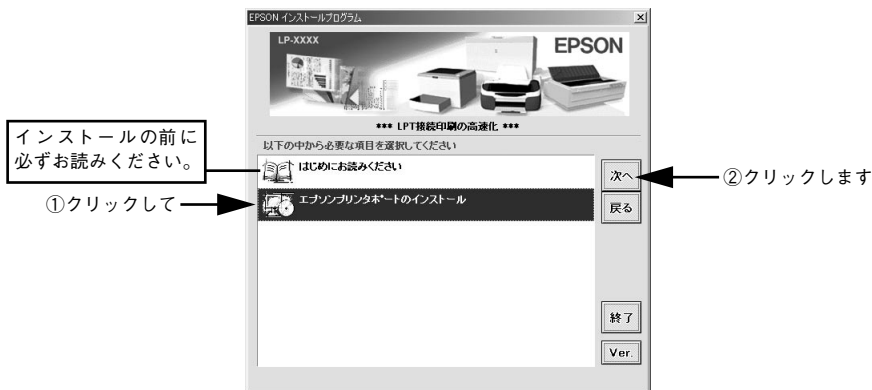 EPSON インストールプログラム
LP-XXXX
EPSON
*** LPT接続印刷の高速化 ***
以下の中から必要な項目を選択してください
インストールの前に
必ずお読みください。
はじめにお読みください
次へ
②クリックします
①クリックして
エプソンプリンタポートのインストール
戻る
終了
Ver.